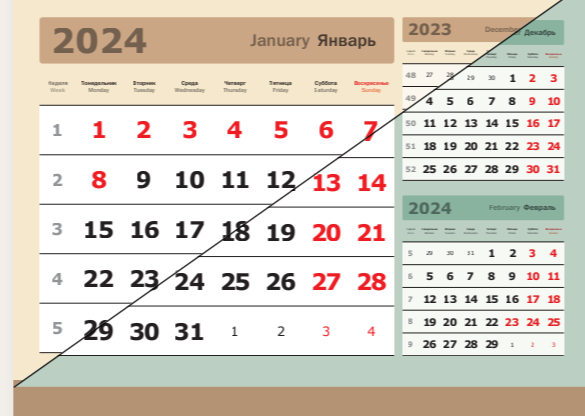 2024 January Январь
Неделя Понедельник Вторник Среда Четверг Пятница Суббота Воскресенье
Week Monday Tuesday Wednesday Thursday Friday Saturday Sunday
1 1 2 3 4 5 6 7
2 8 9 10 11 12 13 14
3 15 16 17 18 19 20 21
4 22 23 24 25 26 27 28
5 29 30 31 1 2 3 4
2023 December Декабрь
48 27 28 29 30 1 2 3
49 4 5 6 7 8 9 10
50 11 12 13 14 15 16 17
51 18 19 20 21 22 23 24
52 25 26 27 28 29 30 31
2024 February Февраль
5 29 30 31 1 2 3 4
6 5 6 7 8 9 10 11
7 12 13 14 15 16 17 18
8 19 20 21 22 23 24 25
9 26 27 28 29 1 2 3